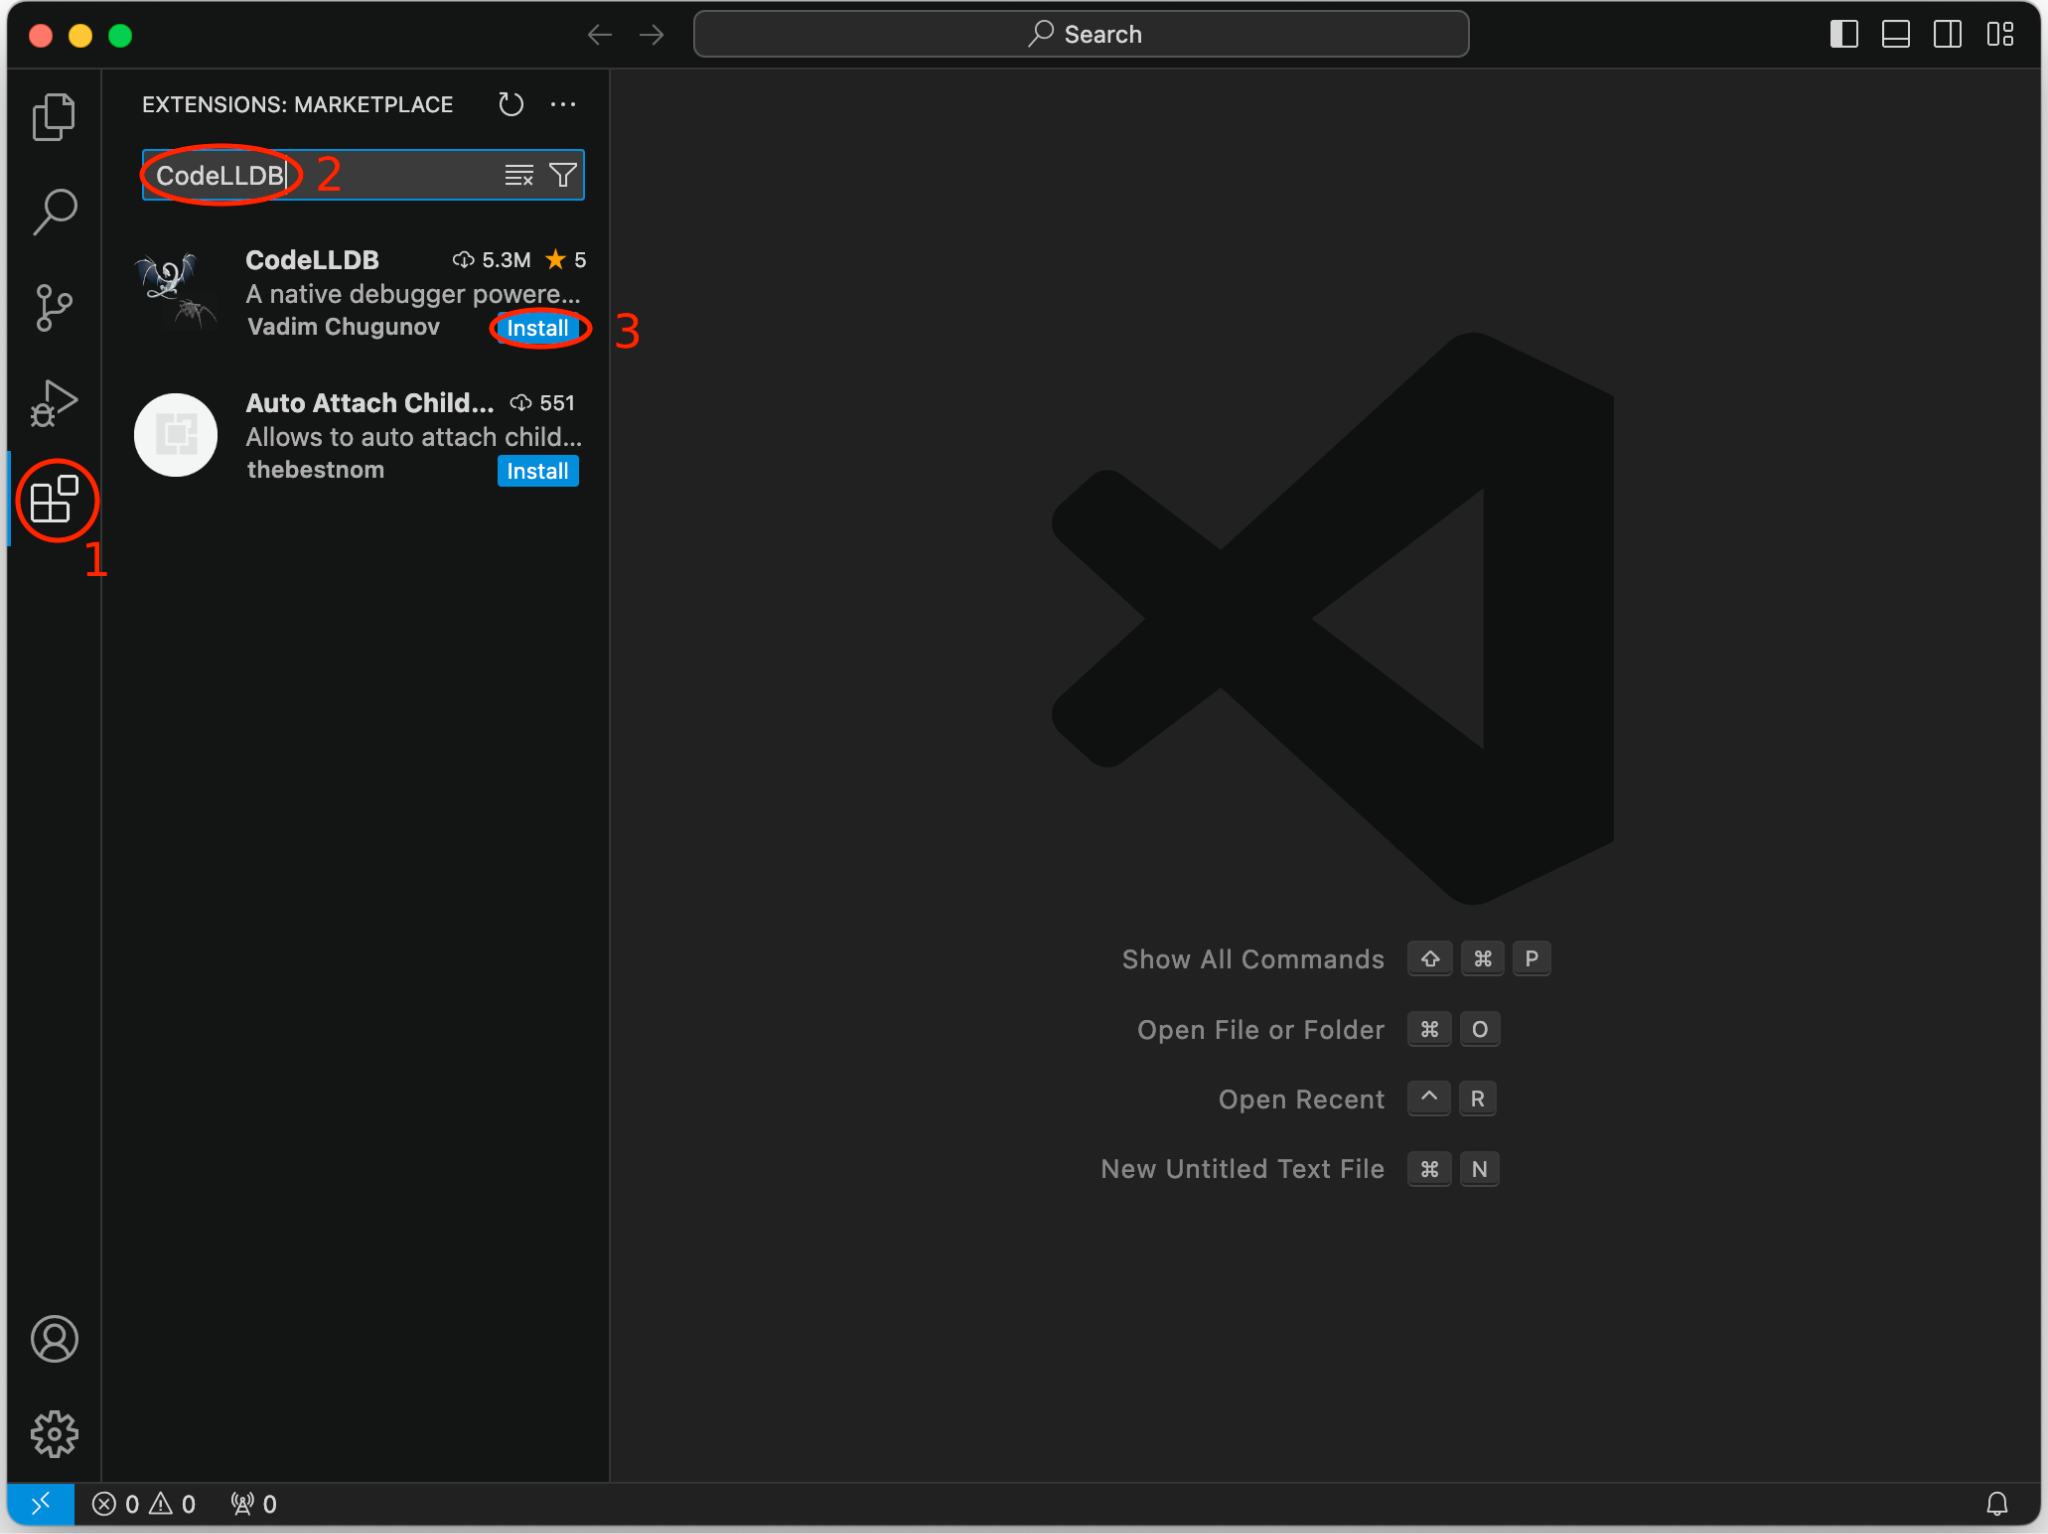 Search
EXTENSIONS: MARKETPLACE
CodeLLDB 2
CodeLLDB 5.3M 5
A native debugger powere...
Vadim Chugunov Install 3
Auto Attach Child... 551
Allows to auto attach child...
thebestnom Install
1
Show All Commands ⇧ ⌘ P
Open File or Folder ⌘ O
Open Recent ^ R
New Untitled Text File ⌘ N
0 0 0